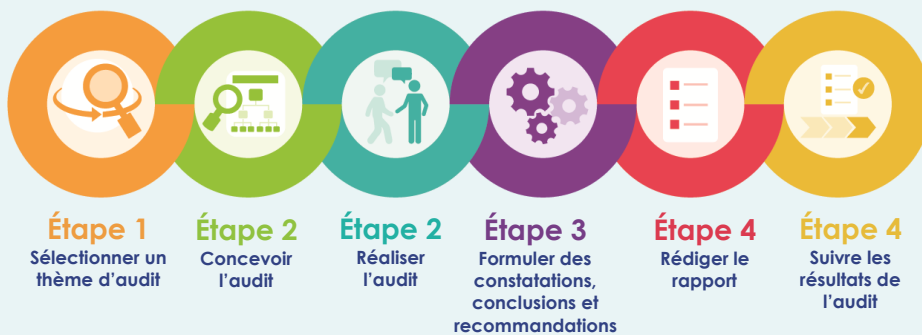 Étape 1
Sélectionner un
thème d'audit
Étape 2
Concevoir
l'audit
Étape 2
Réaliser
l'audit
Étape 3
Formuler des
constatations,
conclusions et
recommandations
Étape 4
Rédiger le
rapport
Étape 4
Suivre les
résultats de
l'audit